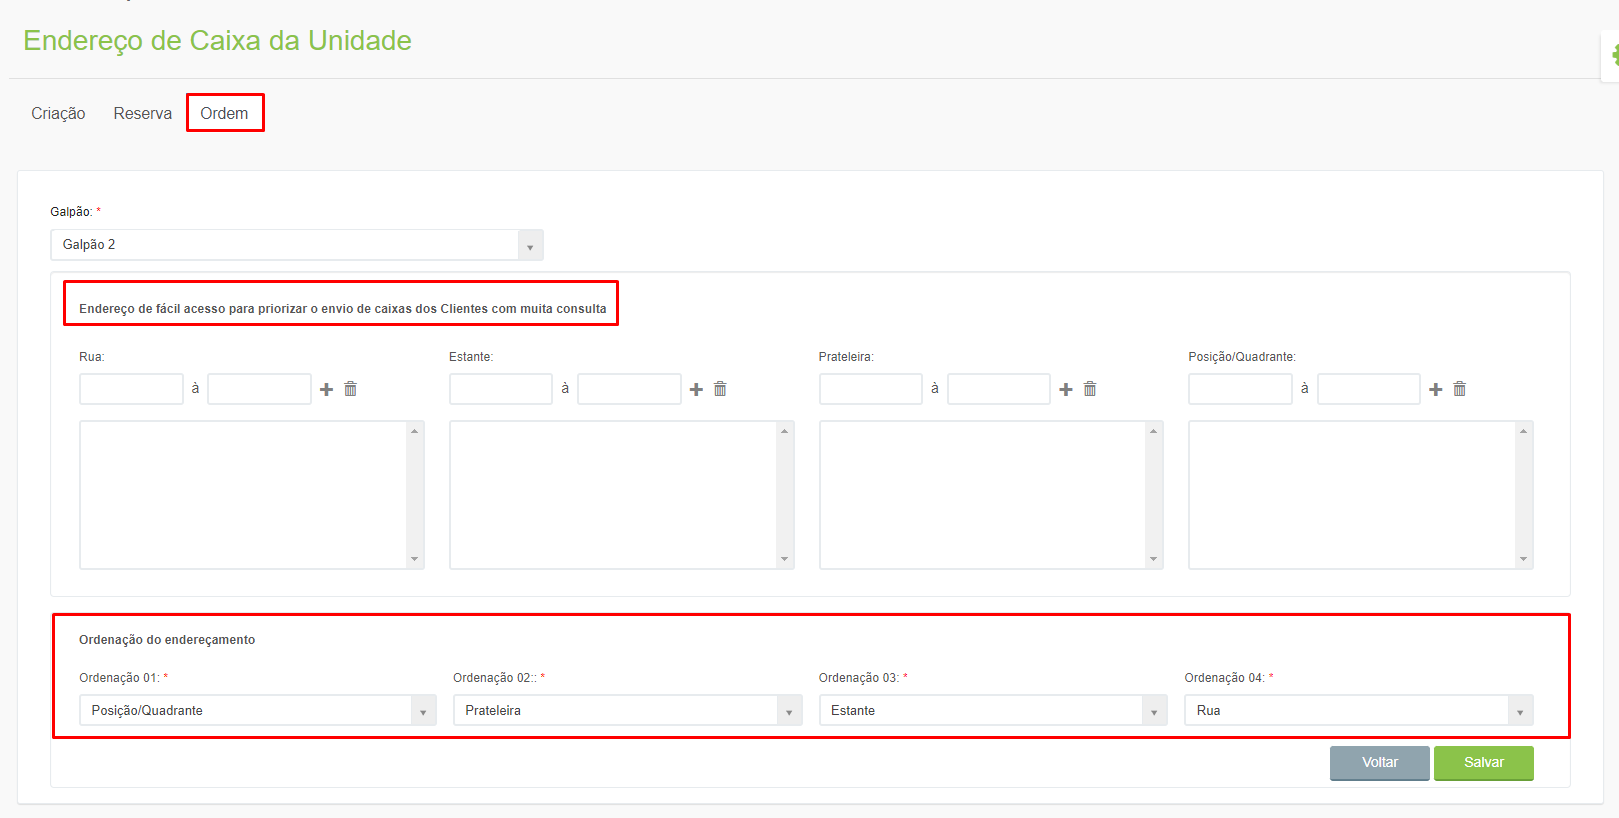 Endereço de Caixa da Unidade
Criação Reserva Ordem
Galpão: *
Galpão 2
Endereço de fácil acesso para priorizar o envio de caixas dos Clientes com muita consulta
Rua: Estante: Prateleira: Posição/Quadrante:
à à à à
Ordenação do endereçamento
Ordenação 01: * Ordenação 02:: * Ordenação 03: * Ordenação 04: *
Posição/Quadrante Prateleira Estante Rua
Voltar Salvar